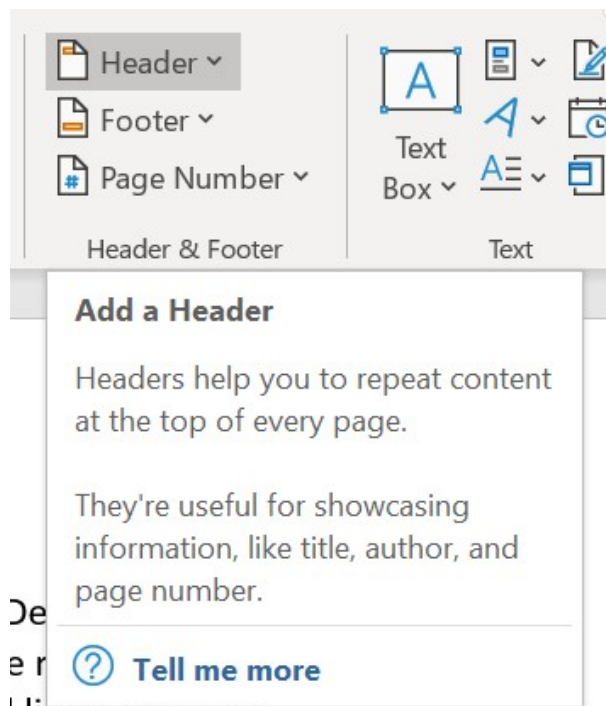 Header
Footer
Page Number
Header & Footer
A
Text
Box
A
A
Text
Add a Header
Headers help you to repeat content
at the top of every page.
They're useful for showcasing
information, like title, author, and
page number.
? Tell me more
De
e r